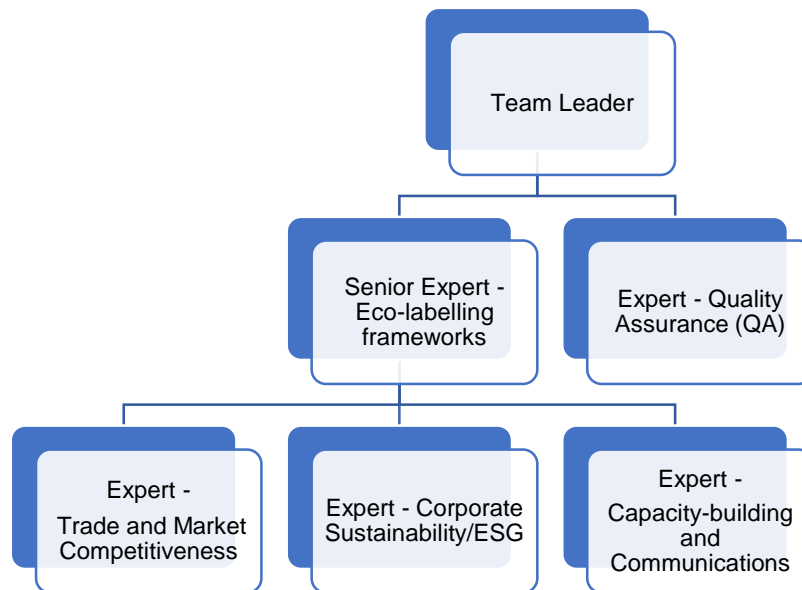 Team Leader
Senior Expert -
Eco-labelling
frameworks
Expert - Quality
Assurance (QA)
Expert -
Trade and Market
Competitiveness
Expert - Corporate
Sustainability/ESG
Expert -
Capacity-building
and
Communications